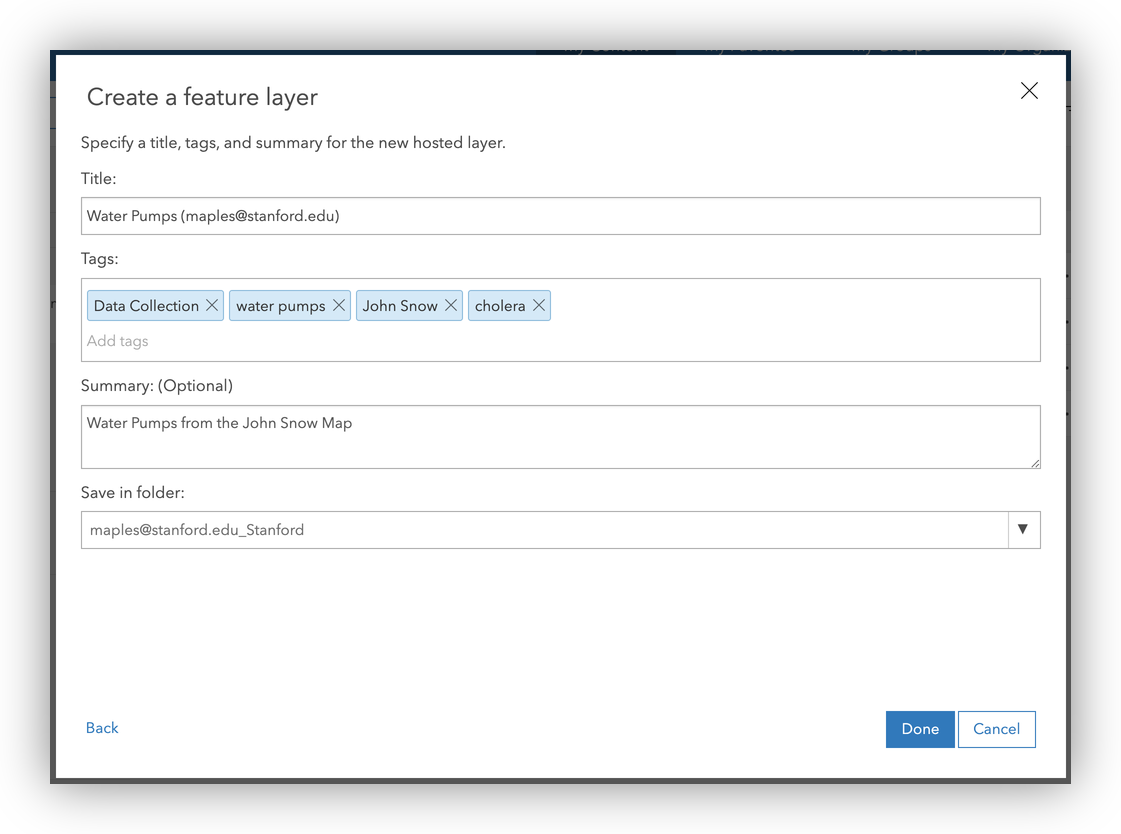 Create a feature layer
Specify a title, tags, and summary for the new hosted layer.
Title:
Water Pumps (maples@stanford.edu)
Tags:
Data Collection water pumps John Snow cholera
Add tags
Summary: (Optional)
Water Pumps from the John Snow Map
Save in folder:
maples@stanford.edu_Stanford
Back Done Cancel